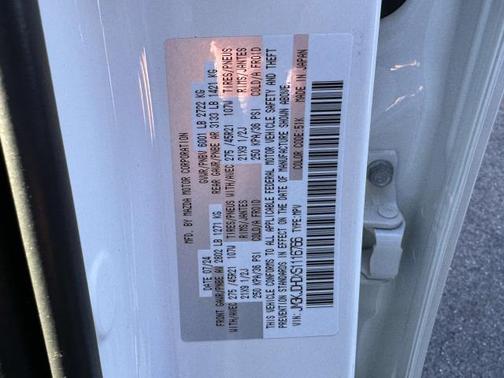 MFD. BY MAZDA MOTOR CORPORATION
DATE 07/24 GVWR/PNBV 6001 LB 2722 KG
FRONT GAWR/PNBE AV 2802 LB 1271 KG REAR GAWR/PNBE AR 3133 LB 1421 KG
WITH/AVEC 275 /45R21 107W TIRES/PNEUS WITH/AVEC 275 /45R21 107W TIRES/PNEUS
21X9 1/2J RIMS/JANTES 21X9 1/2J RIMS/JANTES
250 KPA/36 PSI COLD/A FROID 250 KPA/36 PSI COLD/A FROID
THIS VEHICLE CONFORMS TO ALL APPLICABLE FEDERAL MOTOR VEHICLE SAFETY AND THEFT
PREVENTION STANDARDS IN EFFECT ON THE DATE OF MANUFACTURE SHOWN ABOVE.
VIN: TYPE:MPV COLOR CODE:51K MADE IN JAPAN